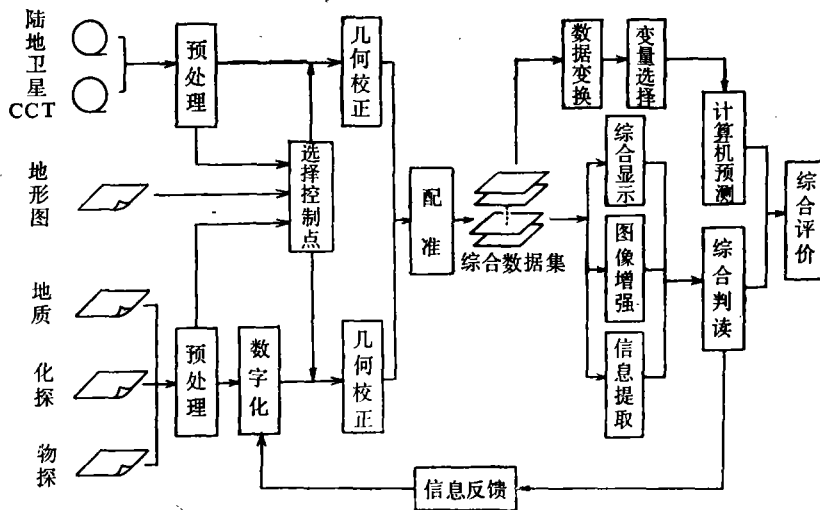 陆地卫星
CCT
地形图
地质
化探
物探
预处理
预处理
数字化
选择控制点
几何校正
几何校正
配准
综合数据集
数据变换
变量选择
综合显示
图像增强
信息提取
计算机预测
综合判读
综合评价
信息反馈